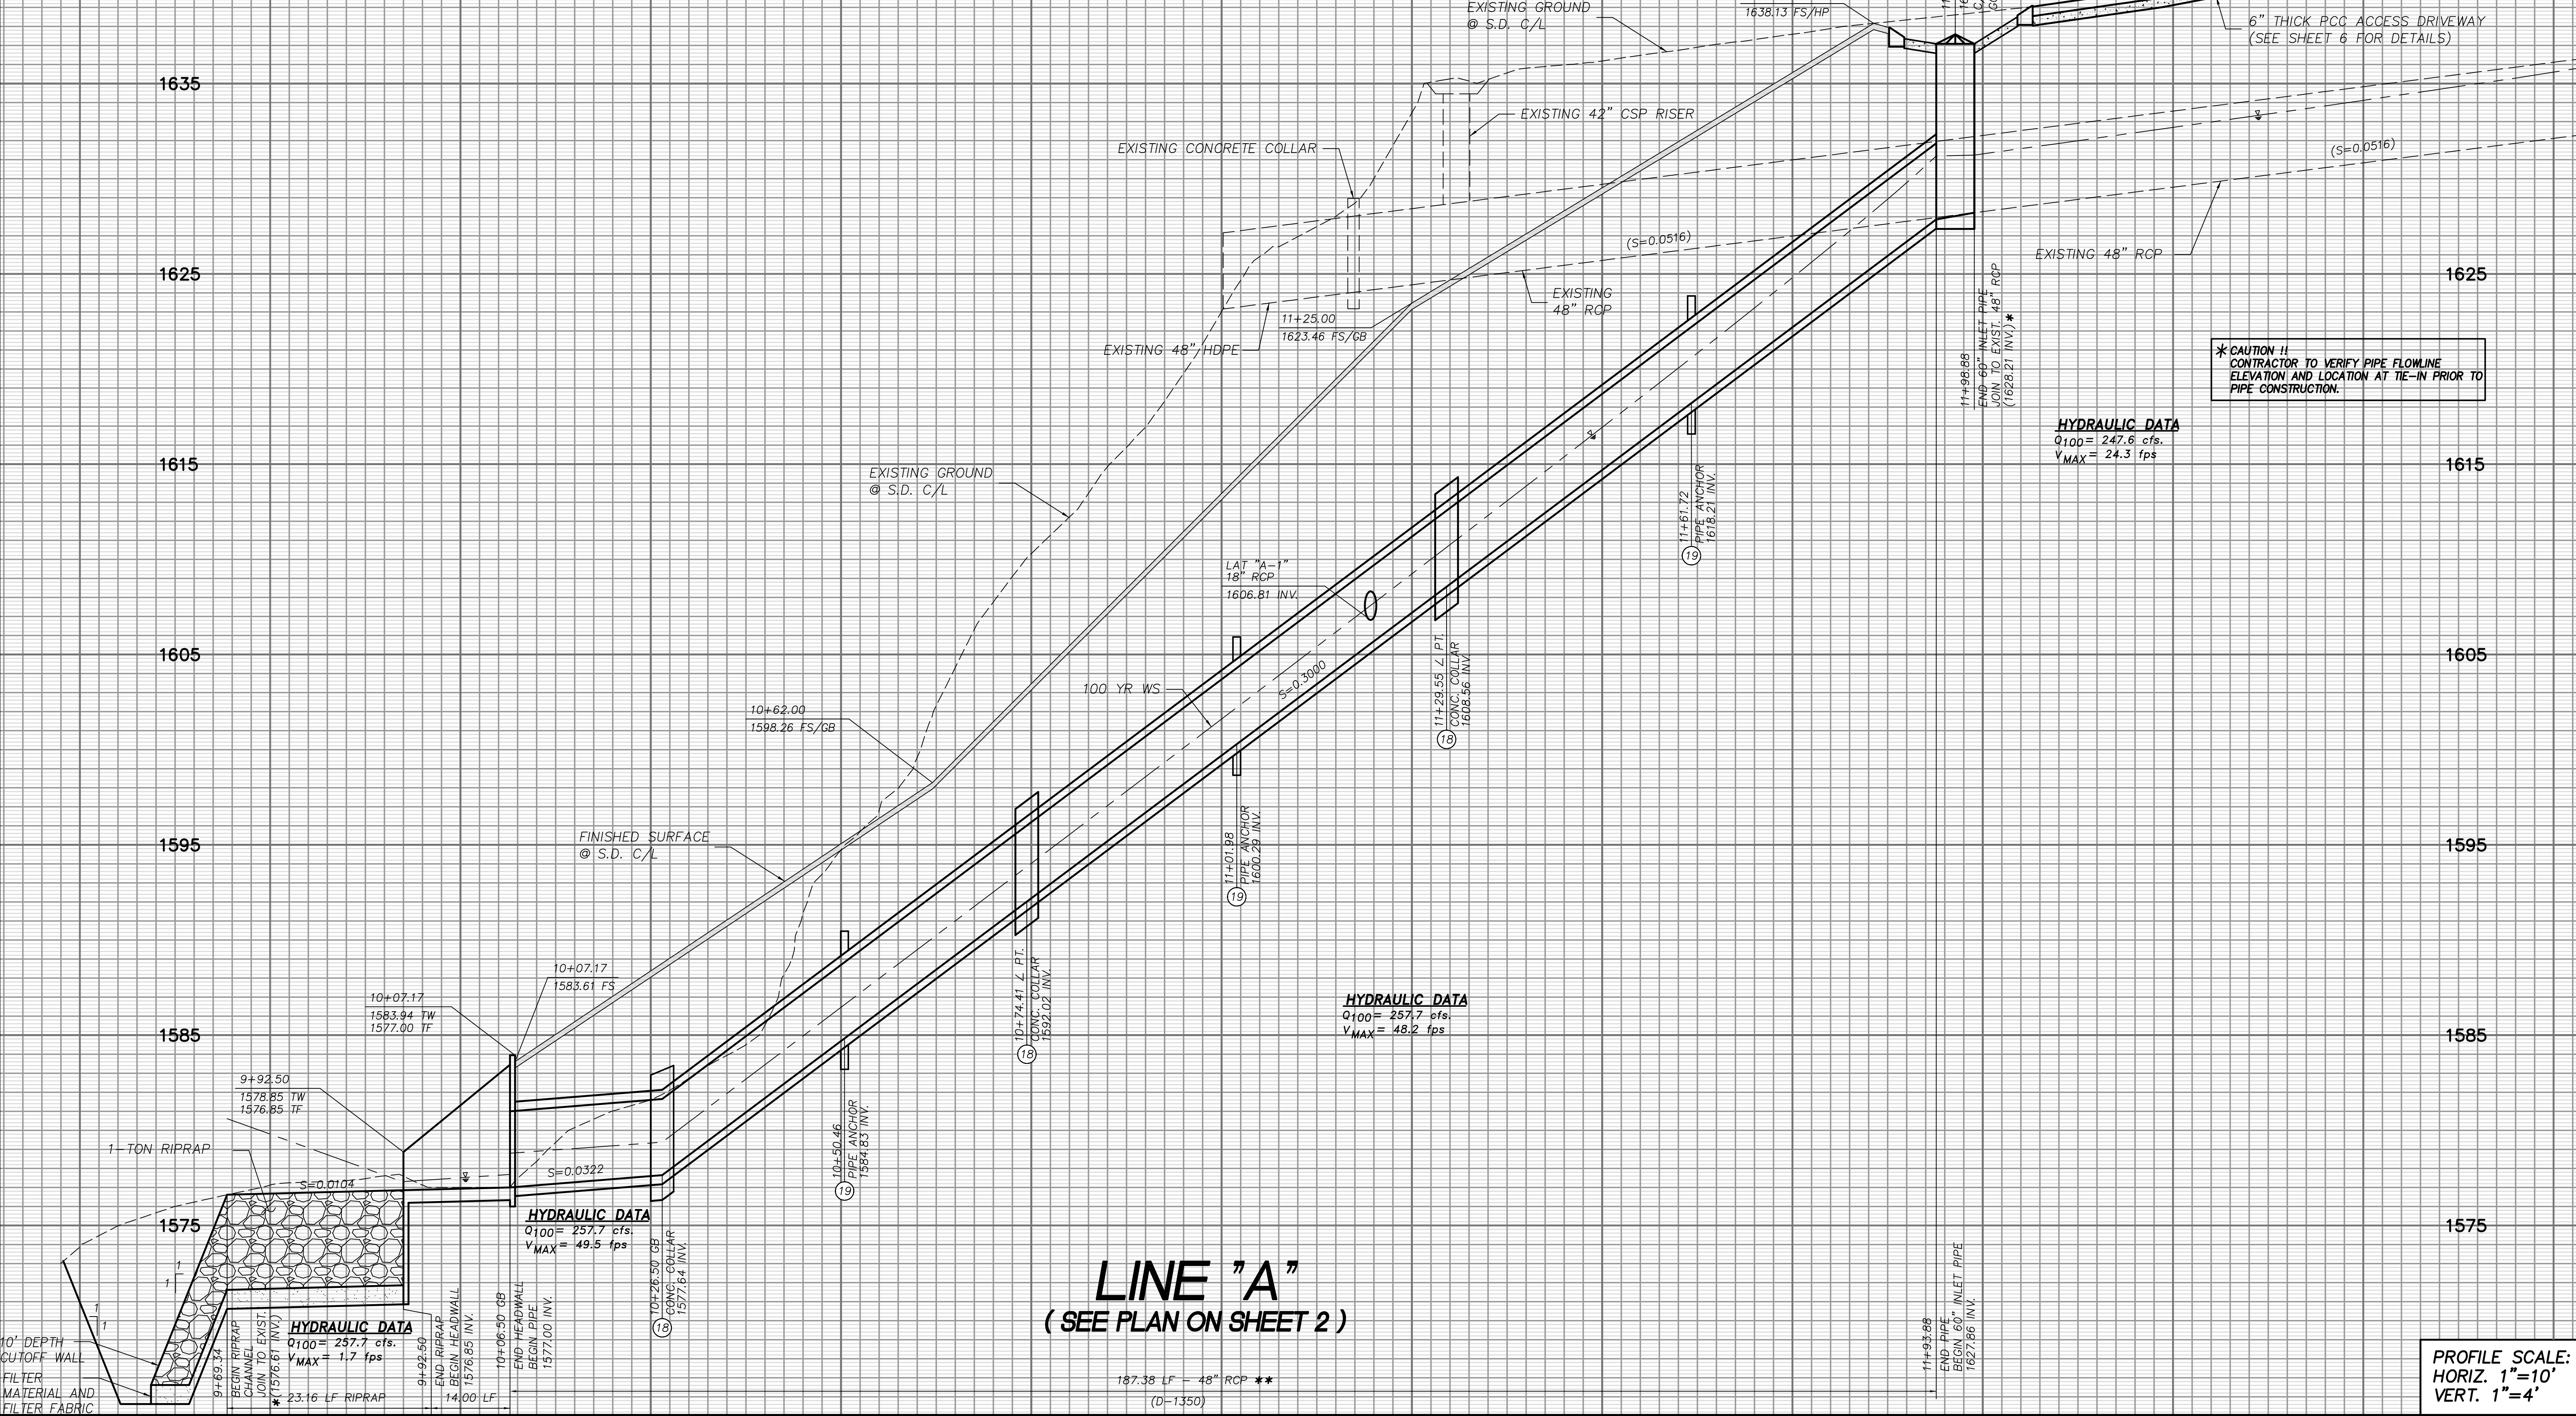 EXISTING GROUND
@ S.D. C/L
1638.13 FS/HP
6" THICK PCC ACCESS DRIVEWAY
(SEE SHEET 6 FOR DETAILS)
1635
EXISTING 42" CSP RISER
EXISTING CONCRETE COLLAR
(S=0.0516)
(S=0.0516)
EXISTING 48" RCP
1625
1625
EXISTING
48" RCP
11+25.00
1623.46 FS/GB
EXISTING 48" HDPE
11+98.88
END 60" INLET PIPE
JOIN TO EXIST. 48" RCP
(1628.21 INV.) *
* CAUTION !!
CONTRACTOR TO VERIFY PIPE FLOWLINE
ELEVATION AND LOCATION AT TIE-IN PRIOR TO
PIPE CONSTRUCTION.
HYDRAULIC DATA
Q100= 247.6 cfs.
VMAX= 24.3 fps
1615
1615
EXISTING GROUND
@ S.D. C/L
11+61.72
PIPE ANCHOR
1618.21 INV.
19
LAT "A-1"
18" RCP
1606.81 INV.
1605
1605
S=0.3000
100 YR WS
11+29.55 ∠ PT.
CONC. COLLAR
1608.56 INV.
18
10+62.00
1598.26 FS/GB
1595
1595
FINISHED SURFACE
@ S.D. C/L
11+01.98
PIPE ANCHOR
1600.29 INV.
19
10+74.41 ∠ PT.
CONC. COLLAR
1592.02 INV.
18
10+07.17
1583.61 FS
10+07.17
1583.94 TW
1577.00 TF
HYDRAULIC DATA
Q100= 257.7 cfs.
VMAX= 48.2 fps
1585
1585
9+92.50
1578.85 TW
1576.85 TF
10+50.46
PIPE ANCHOR
1584.83 INV.
19
1-TON RIPRAP
S=0.0104
S=0.0322
1575
1575
HYDRAULIC DATA
Q100= 257.7 cfs.
VMAX= 49.5 fps
10+26.50 GB
CONC. COLLAR
1577.64 INV.
18
LINE "A"
( SEE PLAN ON SHEET 2 )
1
1
1
1
10' DEPTH
CUTOFF WALL
FILTER
MATERIAL AND
FILTER FABRIC
9+69.34
BEGIN RIPRAP
CHANNEL
JOIN TO EXIST.
*(1576.61 INV.)
HYDRAULIC DATA
Q100= 257.7 cfs.
VMAX= 1.7 fps
9+92.50
END RIPRAP
BEGIN HEADWALL
1576.85 INV.
10+06.50 GB
END HEADWALL
BEGIN PIPE
1577.00 INV.
23.16 LF RIPRAP
14.00 LF
187.38 LF - 48" RCP **
(D-1350)
11+93.88
END PIPE
BEGIN 60" INLET PIPE
1627.86 INV.
PROFILE SCALE:
HORIZ. 1"=10'
VERT. 1"=4'